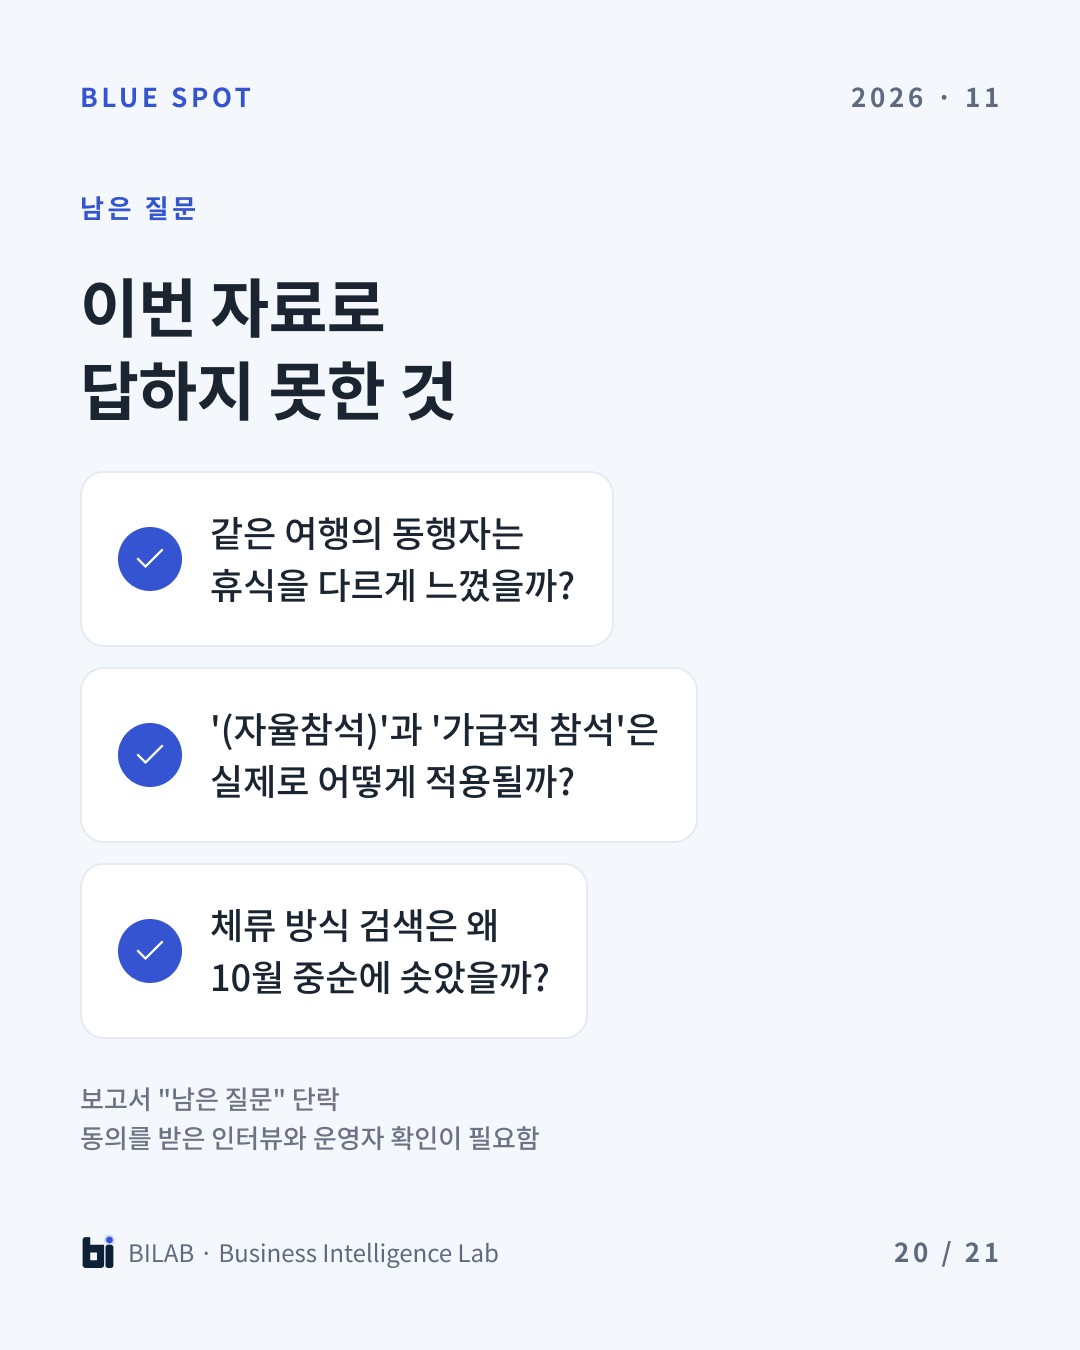 BLUE SPOT
2026 · 11
남은 질문
이번 자료로
답하지 못한 것
같은 여행의 동행자는
휴식을 다르게 느꼈을까?
'(자율참석)'과 '가급적 참석'은
실제로 어떻게 적용될까?
체류 방식 검색은 왜
10월 중순에 솟았을까?
보고서 "남은 질문" 단락
동의를 받은 인터뷰와 운영자 확인이 필요함
bi BILAB · Business Intelligence Lab
20 / 21